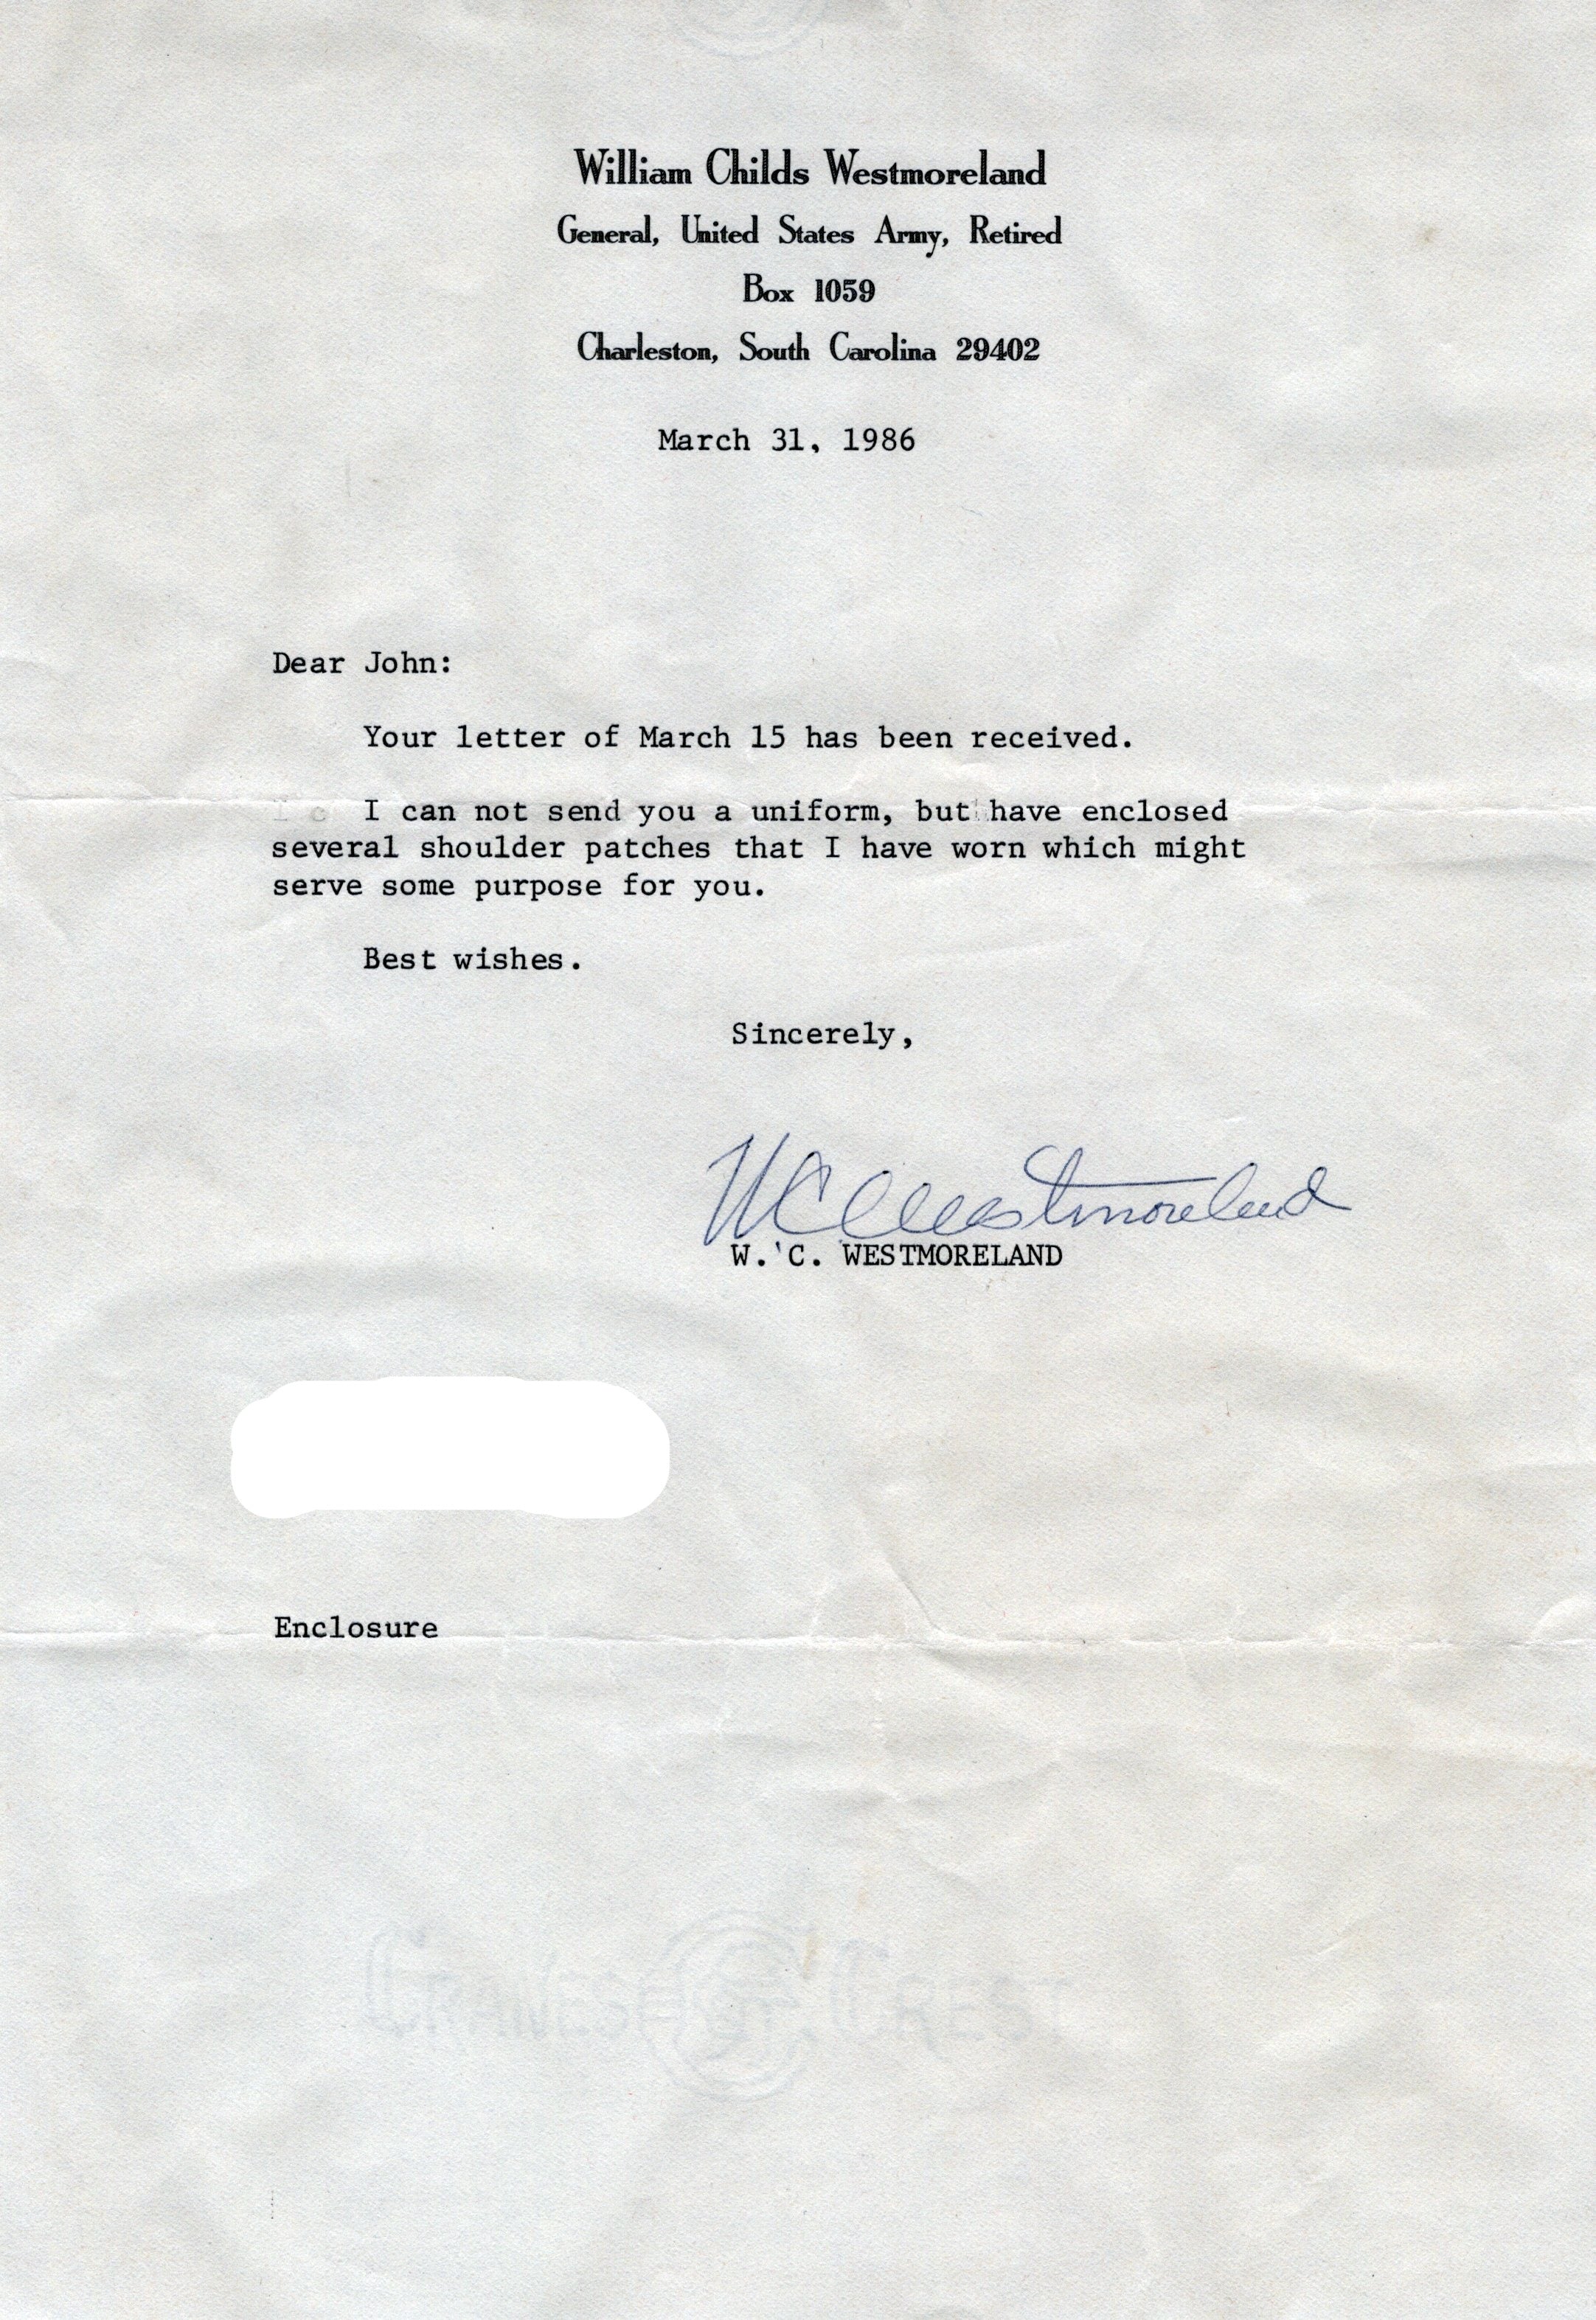 William Childs Westmoreland
General, United States Army, Retired
Box 1059
Charleston, South Carolina 29402
March 31, 1986
Dear John:
Your letter of March 15 has been received.
I can not send you a uniform, but have enclosed
several shoulder patches that I have worn which might
serve some purpose for you.
Best wishes.
Sincerely,
W C Westmoreland
W. C. WESTMORELAND
Enclosure